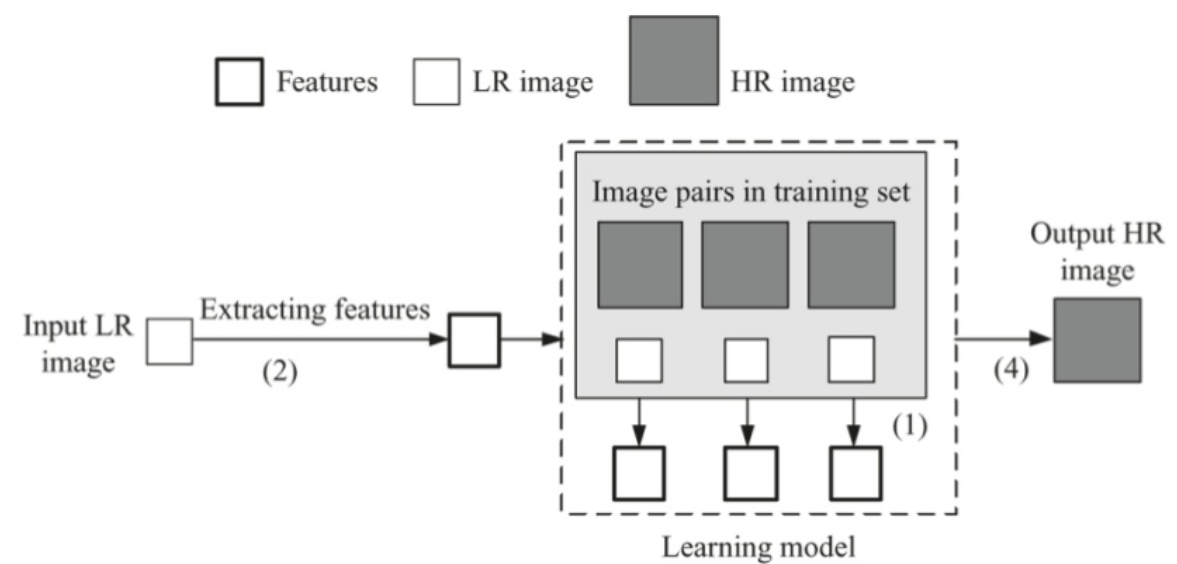 Features
LR image
HR image
Image pairs in training set
Output HR
image
Extracting features
Input LR
image
(2)
(4)
(1)
Learning model